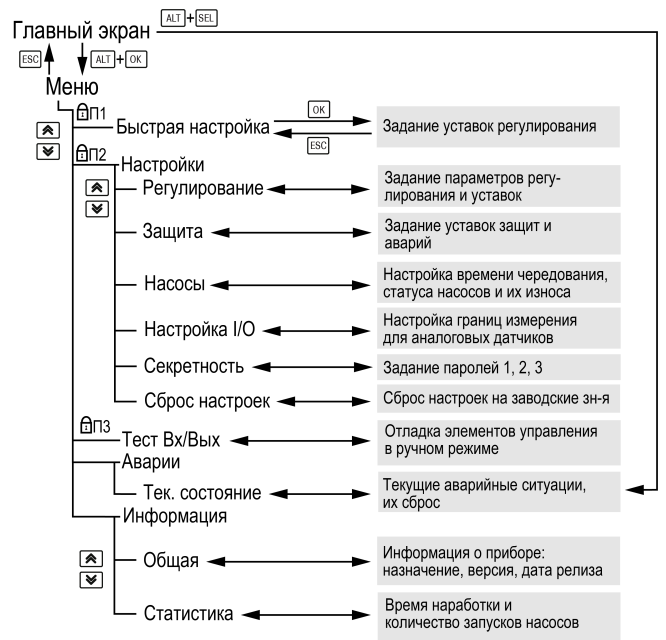 ALT + SEL
Главный экран
ESC ALT + OK
Меню
П1
Быстрая настройка
OK
ESC
Задание уставок регулирования
П2
Настройки
Регулирование
Задание параметров регу-
лирования и уставок
Защита
Задание уставок защит и
аварий
Насосы
Настройка времени чередования,
статуса насосов и их износа
Настройка I/O
Настройка границ измерения
для аналоговых датчиков
Секретность
Задание паролей 1, 2, 3
Сброс настроек
Сброс настроек на заводские зн-я
П3
Тест Вх/Вых
Отладка элементов управления
в ручном режиме
Аварии
Тек. состояние
Текущие аварийные ситуации,
их сброс
Информация
Общая
Информация о приборе:
назначение, версия, дата релиза
Статистика
Время наработки и
количество запусков насосов